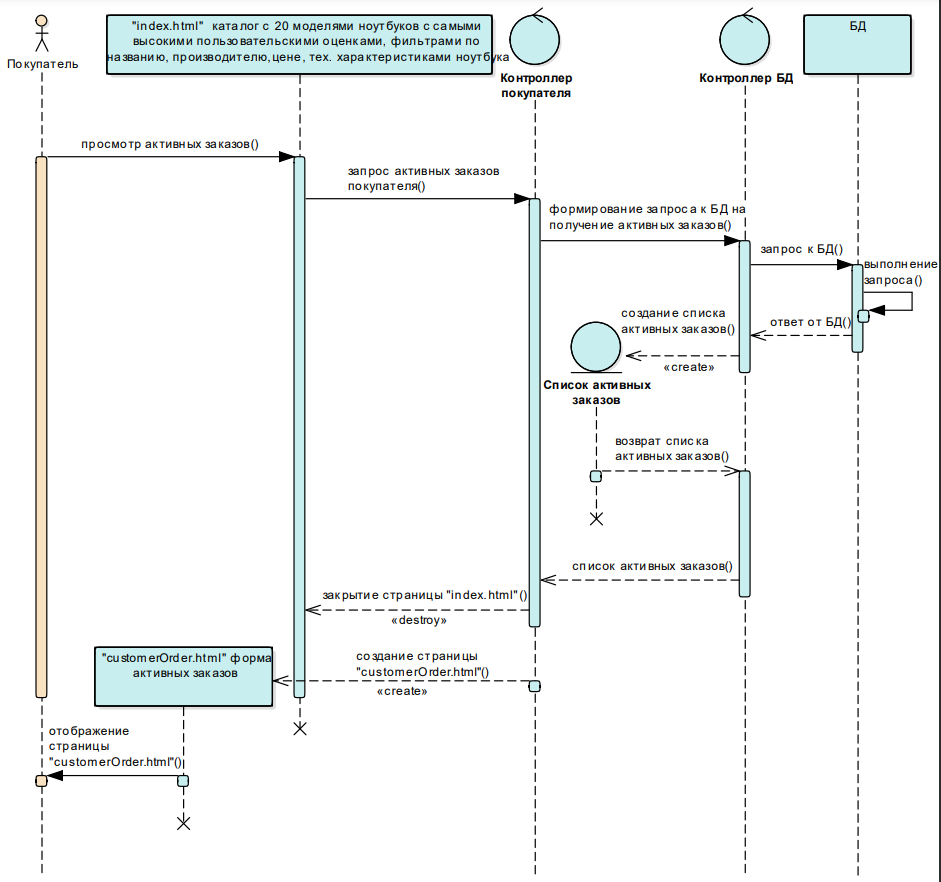 "index.html" каталог с 20 моделями ноутбуков с самыми
высокими пользовательскими оценками, фильтрами по
названию, производителю,цене, тех. характеристиками ноутбука
БД
Покупатель
Контроллер
покупателя
Контроллер БД
просмотр активных заказов()
запрос активных заказов
покупателя()
формирование запроса к БД на
получение активных заказов()
запрос к БД()
выполнение
запроса()
ответ от БД()
создание списка
активных заказов()
«create»
Список активных
заказов
возврат списка
активных заказов()
список активных заказов()
закрытие страницы "index.html"()
«destroy»
"customerOrder.html" форма
активных заказов
создание страницы
"customerOrder.html"()
«create»
отображение
страницы
"customerOrder.html"()